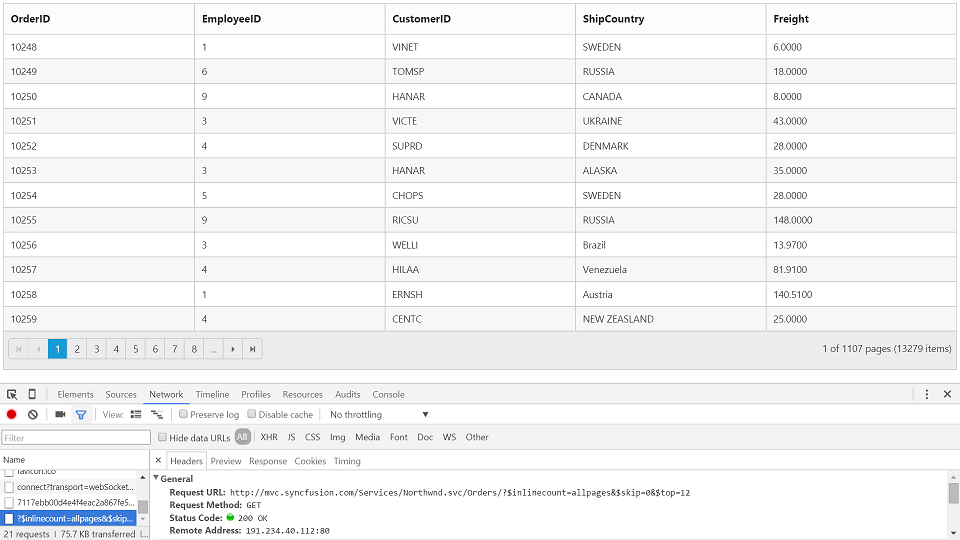 OrderID EmployeeID CustomerID ShipCountry Freight
10248 1 VINET SWEDEN 6.0000
10249 6 TOMSP RUSSIA 18.0000
10250 9 HANAR CANADA 8.0000
10251 3 VICTE UKRAINE 43.0000
10252 4 SUPRD DENMARK 28.0000
10253 3 HANAR ALASKA 35.0000
10254 5 CHOPS SWEDEN 28.0000
10255 9 RICSU RUSSIA 148.0000
10256 3 WELLI Brazil 13.9700
10257 4 HILAA Venezuela 81.9100
10258 1 ERNSH Austria 140.5100
10259 4 CENTC NEW ZEASLAND 25.0000
1 2 3 4 5 6 7 8 ... 1 of 1107 pages (13279 items)
Elements Sources Network Timeline Profiles Resources Audits Console
View: Preserve log Disable cache No throttling
Filter Hide data URLs All XHR JS CSS Img Media Font Doc WS Other
Name Headers Preview Response Cookies Timing
favicon.ico
General
connect?transport=webSocket...
Request URL: http://mvc.syncfusion.com/Services/Northwnd.svc/Orders/?$inlinecount=allpages&$skip=0&$top=12
7117ebb00d4e4f4eac2a867fe5...
Request Method: GET
?$inlinecount=allpages&$skip...
Status Code: 200 OK
21 requests | 75.7 KB transferred | ...
Remote Address: 191.234.40.112:80